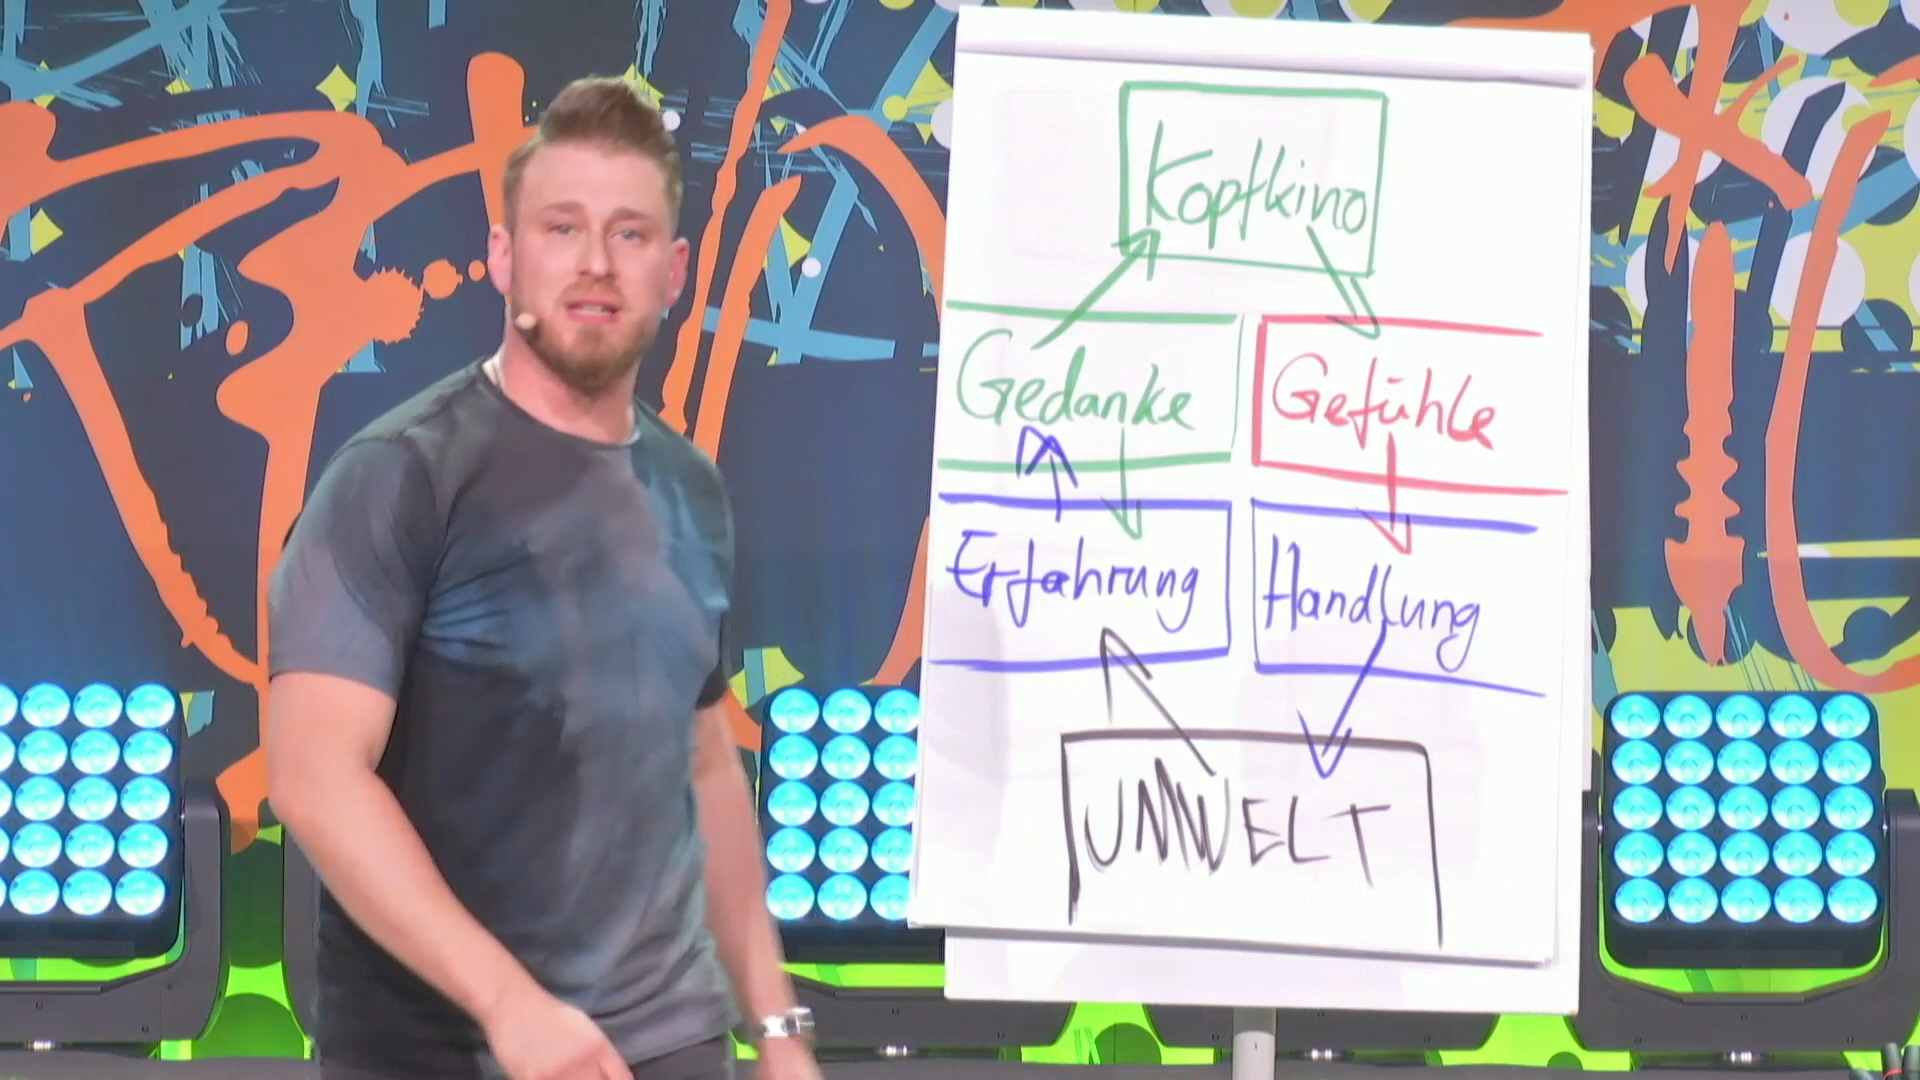 Kopfkino
Gedanke
Gefühle
Erfahrung
Handlung
UMWELT